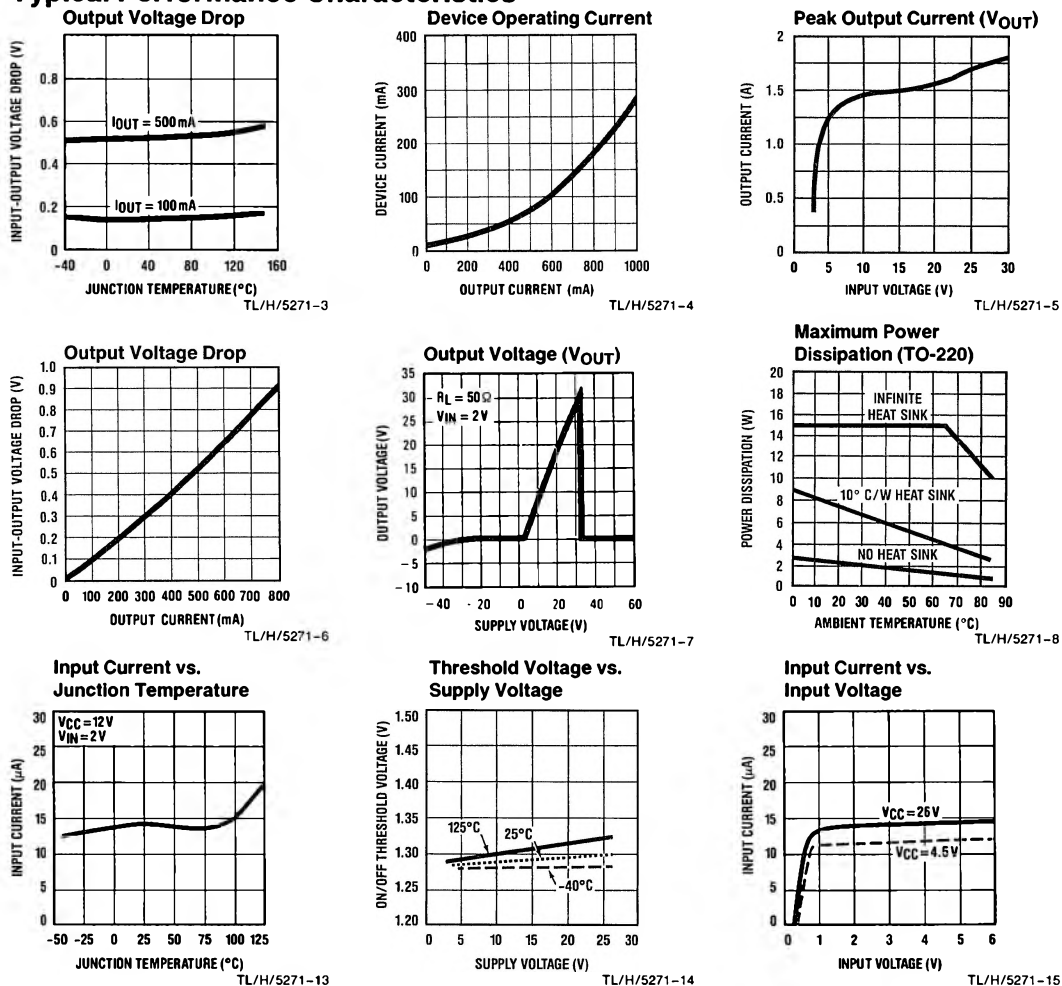 Typical Performance Characteristics
Output Voltage Drop
INPUT-OUTPUT VOLTAGE DROP (V)
0.8
0.6
0.4
0.2
0
IOUT = 500 mA
IOUT = 100 mA
-40 0 40 80 120 160
JUNCTION TEMPERATURE (°C)
TL/H/5271-3
Device Operating Current
DEVICE CURRENT (mA)
400
300
200
100
0
0 200 400 600 800 1000
OUTPUT CURRENT (mA)
TL/H/5271-4
Peak Output Current (VOUT)
OUTPUT CURRENT (A)
2
1.5
1.0
0.5
0
0 5 10 15 20 25 30
INPUT VOLTAGE (V)
TL/H/5271-5
Output Voltage Drop
INPUT-OUTPUT VOLTAGE DROP (V)
1.0
0.9
0.8
0.7
0.6
0.5
0.4
0.3
0.2
0.1
0
0 100 200 300 400 500 600 700 800
OUTPUT CURRENT (mA)
TL/H/5271-6
Output Voltage (VOUT)
OUTPUT VOLTAGE (V)
35
30
25
20
15
10
5
0
-5
-10
RL = 50Ω
VIN = 2V
-40 -20 0 20 40 60
SUPPLY VOLTAGE (V)
TL/H/5271-7
Maximum Power
Dissipation (TO-220)
POWER DISSIPATION (W)
20
18
16
14
12
10
8
6
4
2
0
INFINITE
HEAT SINK
10° C/W HEAT SINK
NO HEAT SINK
0 10 20 30 40 50 60 70 80 90
AMBIENT TEMPERATURE (°C)
TL/H/5271-8
Input Current vs.
Junction Temperature
INPUT CURRENT (μA)
30
25
20
15
10
5
0
VCC=12V
VIN=2V
-50 -25 0 25 50 75 100 125
JUNCTION TEMPERATURE (°C)
TL/H/5271-13
Threshold Voltage vs.
Supply Voltage
ON/OFF THRESHOLD VOLTAGE (V)
1.50
1.45
1.40
1.35
1.30
1.25
1.20
125°C
25°C
-40°C
0 5 10 15 20 25 30
SUPPLY VOLTAGE (V)
TL/H/5271-14
Input Current vs.
Input Voltage
INPUT CURRENT (μA)
30
25
20
15
10
5
0
VCC=26V
VCC=4.5V
0 1 2 3 4 5 6
INPUT VOLTAGE (V)
TL/H/5271-15